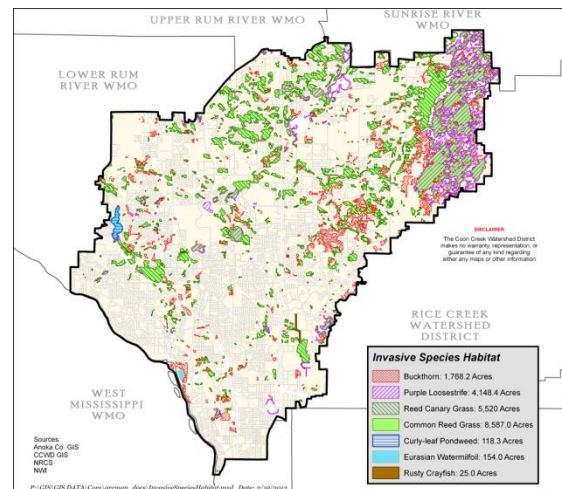 UPPER RUM RIVER WMO
SUNRISE RIVER
WMO
LOWER RUM
RIVER WMO
DISCLAIMER
The Coon Creek Watershed District
makes no warranty, representation, or
guarantee of any kind regarding
either any maps or other information
RICE CREEK
WATERSHED
DISTRICT
WEST
MISSISSIPPI
WMO
Invasive Species Habitat
Buckthorn: 1,768.2 Acres
Purple Loosestrife: 4,148.4 Acres
Reed Canary Grass: 5,520 Acres
Common Reed Grass: 8,587.0 Acres
Curly-leaf Pondweed: 118.3 Acres
Eurasian Watermilfoil: 154.0 Acres
Rusty Crayfish: 25.0 Acres
Sources:
Anoka Co. GIS
CCWD GIS
NRCS
NWI